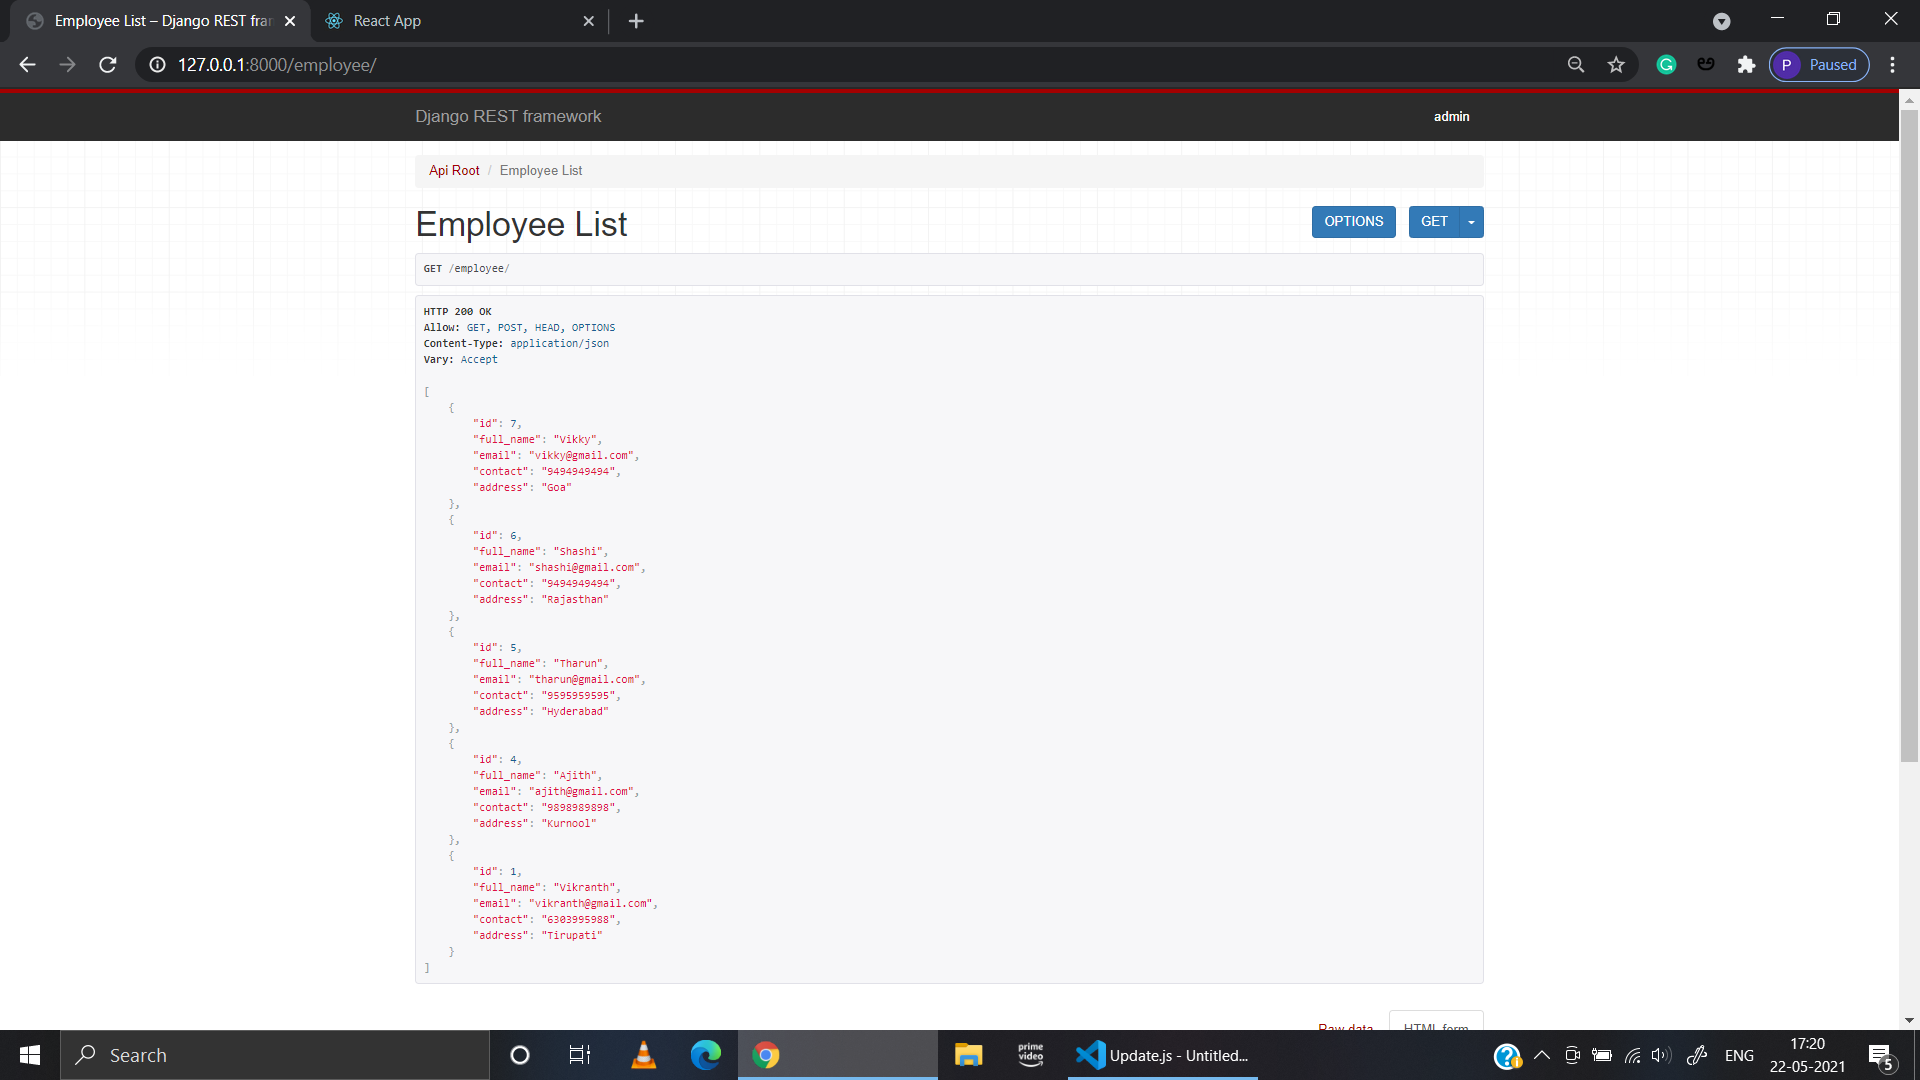 Employee List – Django REST fra
React App
127.0.0.1:8000/employee/
P Paused
Django REST framework
admin
Api Root / Employee List
Employee List
OPTIONS
GET
GET /employee/
HTTP 200 OK
Allow: GET, POST, HEAD, OPTIONS
Content-Type: application/json
Vary: Accept
[
{
"id": 7,
"full_name": "Vikky",
"email": "vikky@gmail.com",
"contact": "9494949494",
"address": "Goa"
},
{
"id": 6,
"full_name": "Shashi",
"email": "shashi@gmail.com",
"contact": "9494949494",
"address": "Rajasthan"
},
{
"id": 5,
"full_name": "Tharun",
"email": "tharun@gmail.com",
"contact": "9595959595",
"address": "Hyderabad"
},
{
"id": 4,
"full_name": "Ajith",
"email": "ajith@gmail.com",
"contact": "9898989898",
"address": "Kurnool"
},
{
"id": 1,
"full_name": "Vikranth",
"email": "vikranth@gmail.com",
"contact": "6303995988",
"address": "Tirupati"
}
]
Raw data
HTML form
Search
prime video
Update.js - Untitled...
ENG
17:20
22-05-2021
5